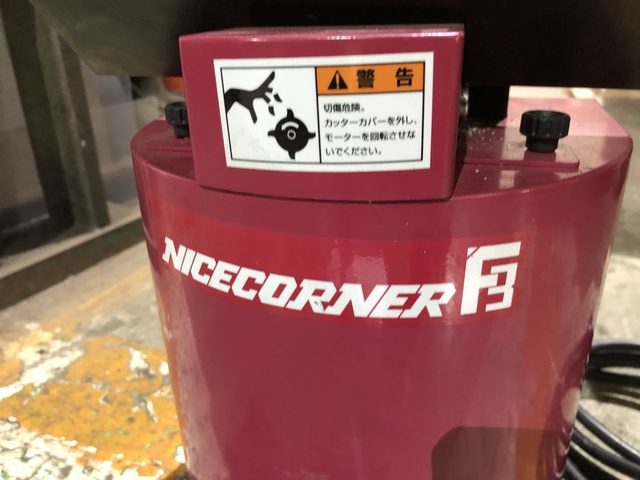 警告
切傷危険。
カッターカバーを外し、
モーターを回転させな
いでください。
NICECORNER F3